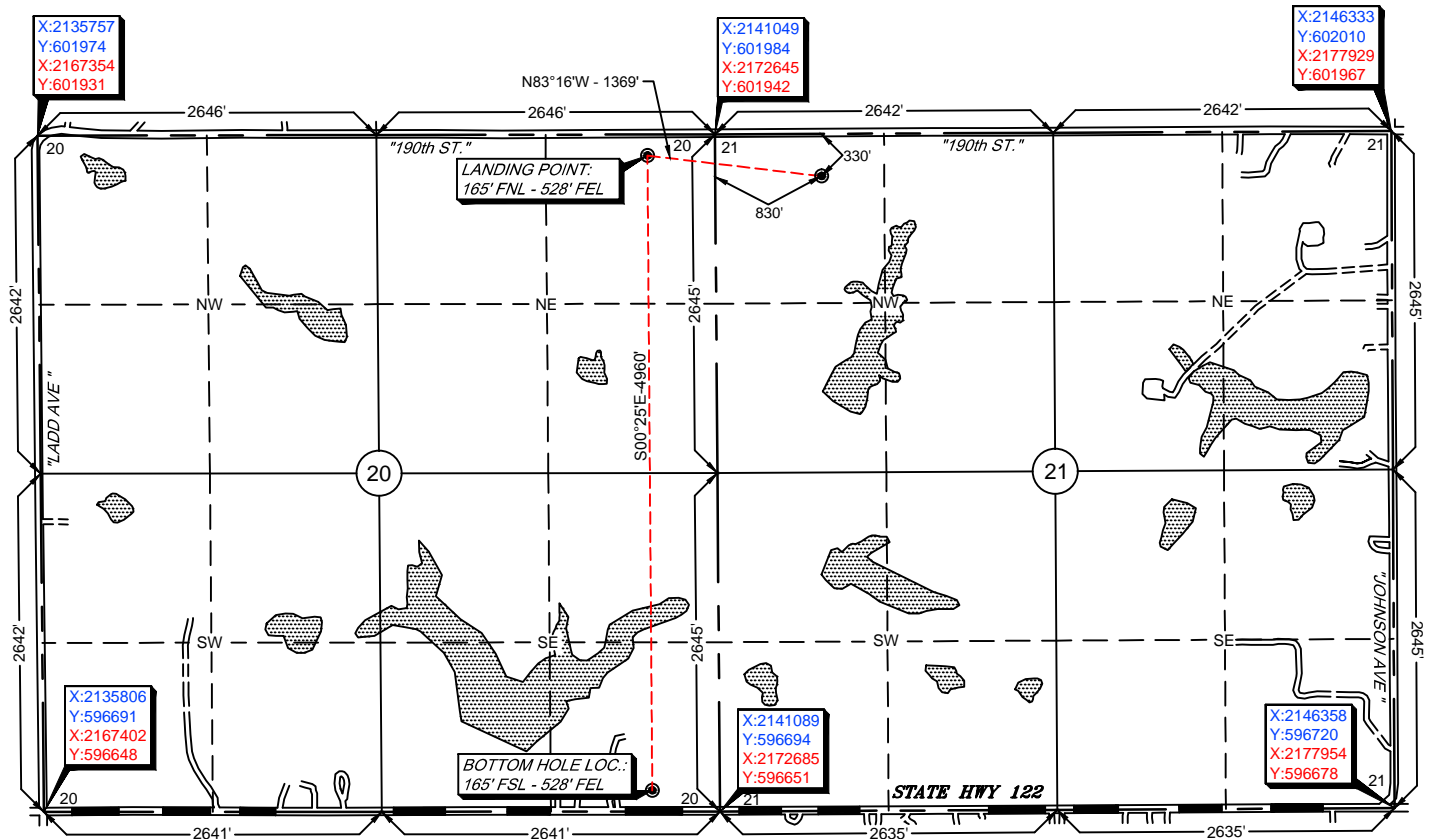 X:2135757
Y:601974
X:2167354
Y:601931
X:2141049
Y:601984
X:2172645
Y:601942
X:2146333
Y:602010
X:2177929
Y:601967
N83°16'W - 1369'
2646'
2646'
2642'
2642'
20
"190th ST."
20
21
"190th ST."
21
LANDING POINT:
165' FNL - 528' FEL
330'
830'
2642'
NW
NE
2645'
NW
NE
2645'
"LADD AVE "
S00°25'E-4960'
20
21
2642'
SW
SE
2645'
SW
SE
"JOHNSON AVE "
2645'
X:2135806
Y:596691
X:2167402
Y:596648
X:2141089
Y:596694
X:2172685
Y:596651
X:2146358
Y:596720
X:2177954
Y:596678
BOTTOM HOLE LOC.:
165' FSL - 528' FEL
STATE HWY 122
20
20
21
21
2641'
2641'
2635'
2635'